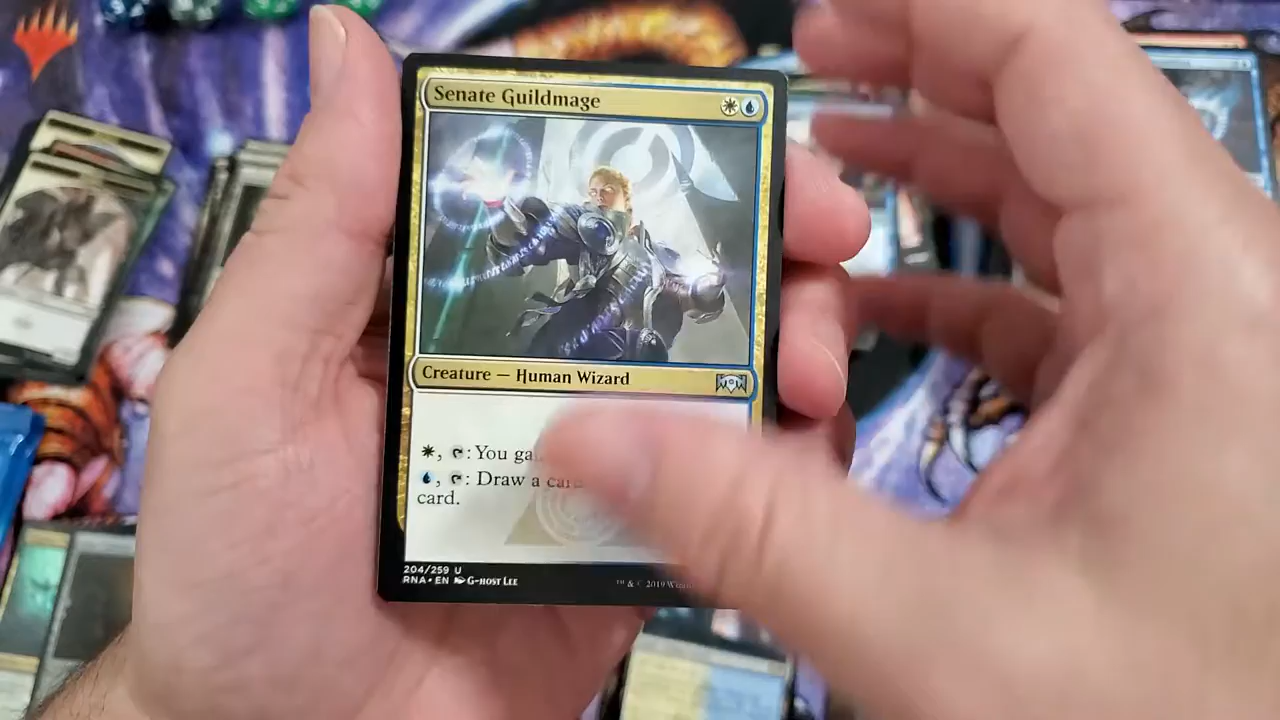 Senate Guildmage
Creature — Human Wizard
: You ga
: Draw a car
card.
204/259 U
RNA • EN G-HOST LEE
™ & © 2019 Wiz